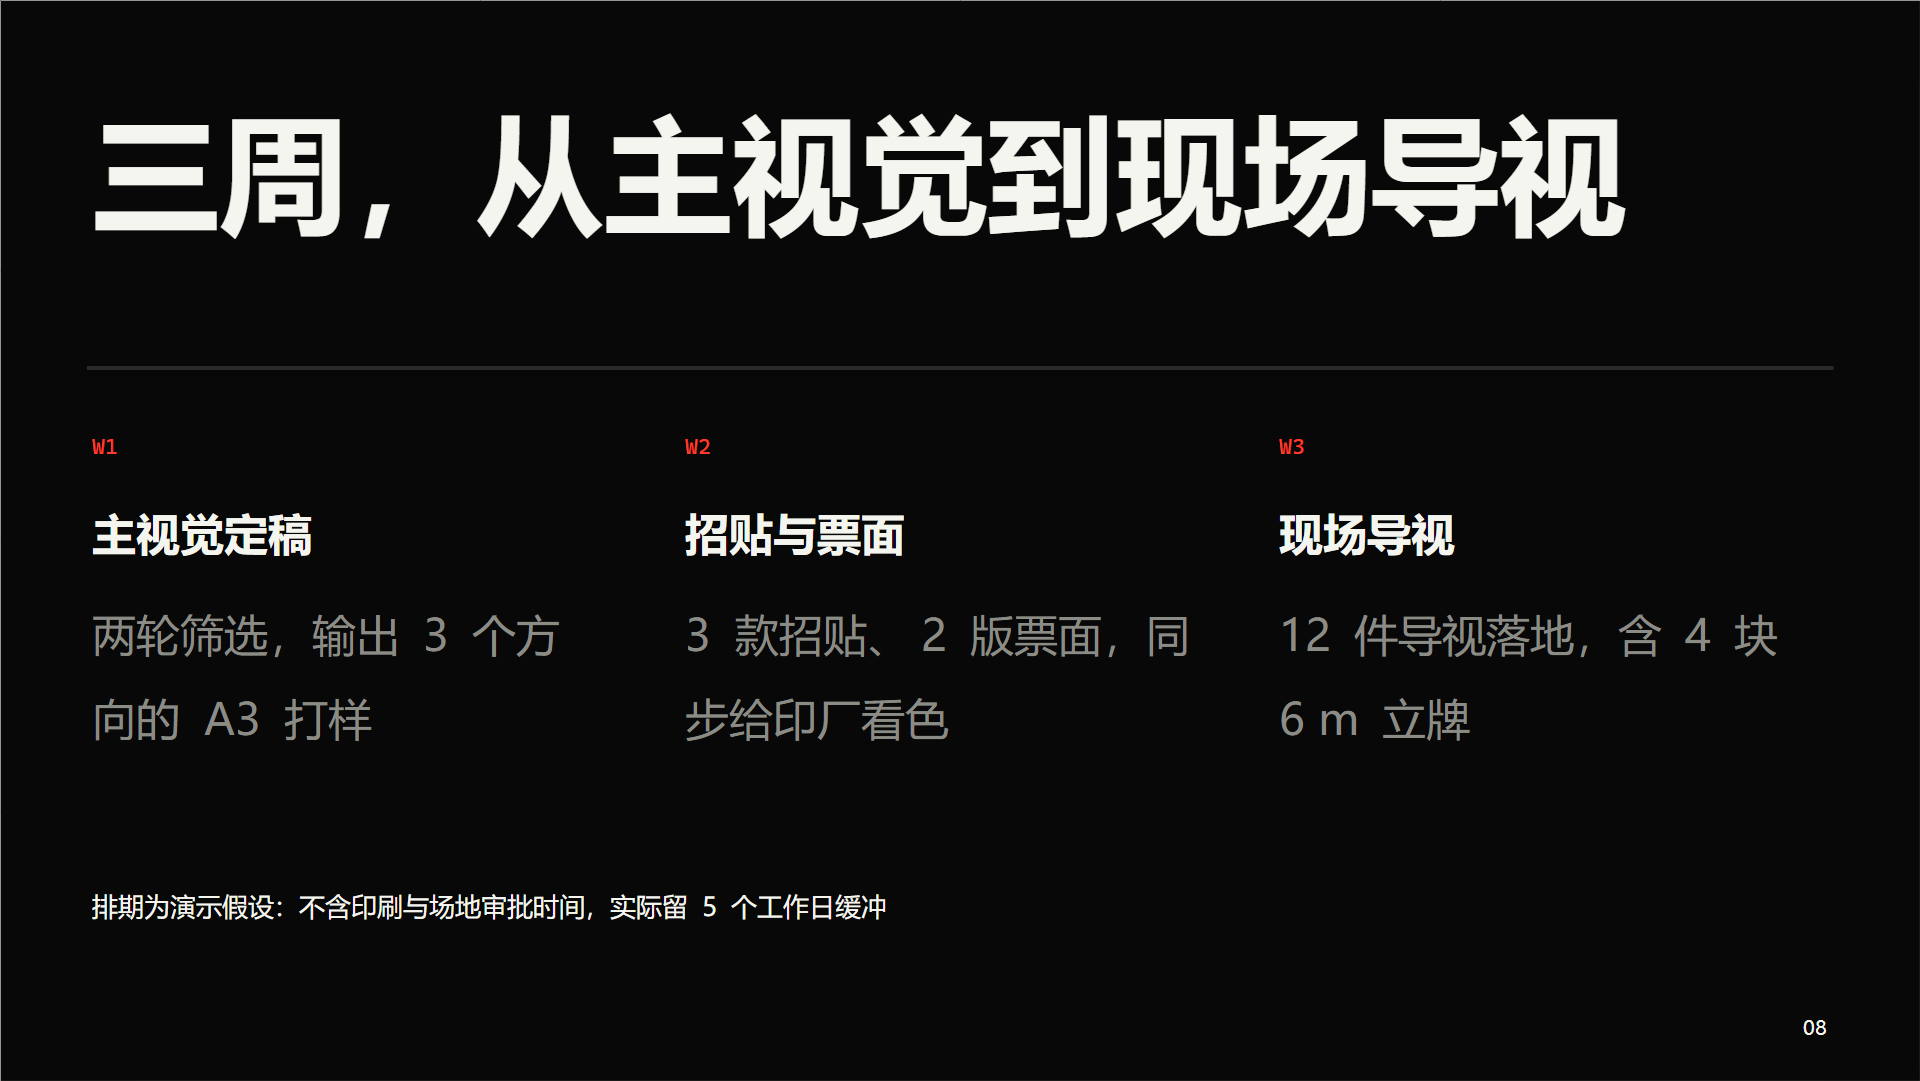 三周，从主视觉到现场导视
W1
主视觉定稿
两轮筛选，输出 3 个方
向的 A3 打样
W2
招贴与票面
3 款招贴、2 版票面，同
步给印厂看色
W3
现场导视
12 件导视落地，含 4 块
6 m 立牌
排期为演示假设：不含印刷与场地审批时间，实际留 5 个工作日缓冲
08